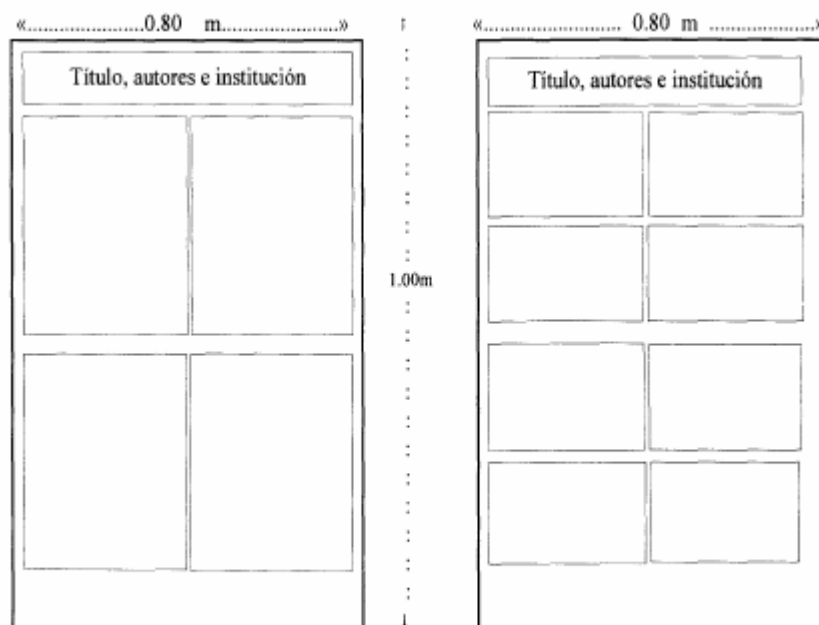 «........................0.80 m........................»
«........................ 0.80 m ........................»
Título, autores e institución
Título, autores e institución
1.00m